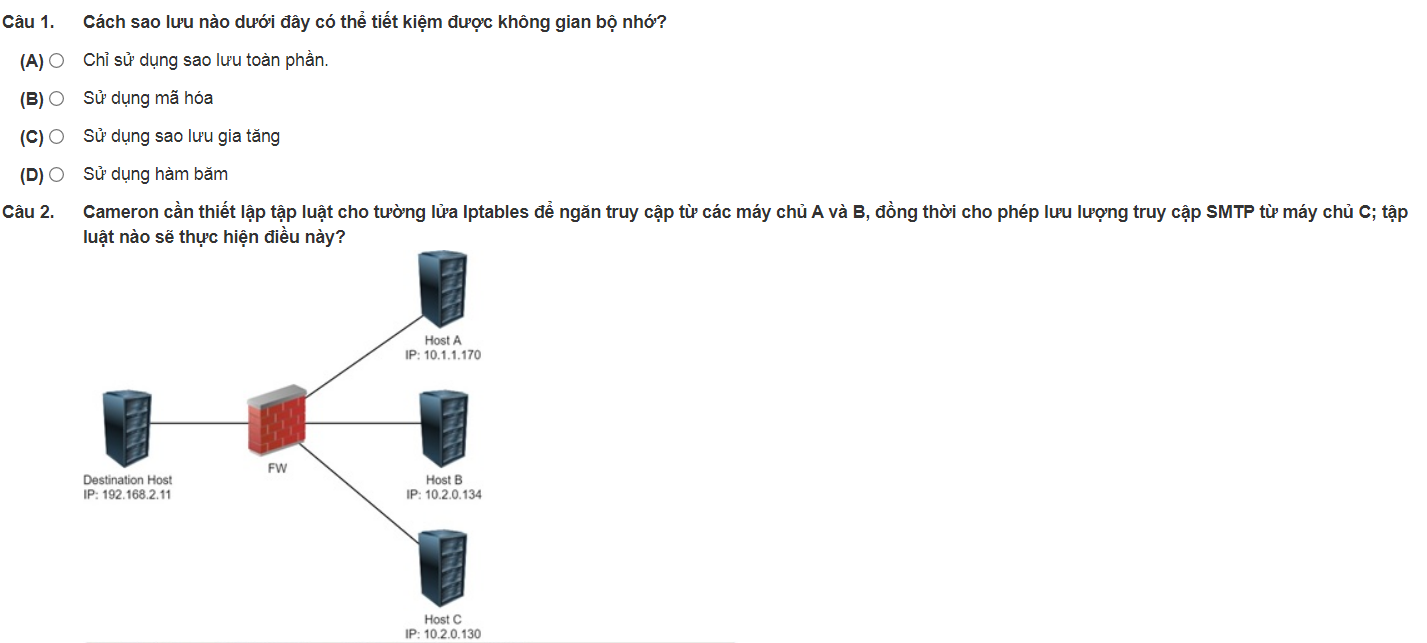 Câu 1. Cách sao lưu nào dưới đây có thể tiết kiệm được không gian bộ nhớ?
(A) Chỉ sử dụng sao lưu toàn phần.
(B) Sử dụng mã hóa
(C) Sử dụng sao lưu gia tăng
(D) Sử dụng hàm băm
Câu 2. Cameron cần thiết lập tập luật cho tường lửa Iptables để ngăn truy cập từ các máy chủ A và B, đồng thời cho phép lưu lượng truy cập SMTP từ máy chủ C; tập
luật nào sẽ thực hiện điều này?
Host A
IP: 10.1.1.170
FW
Destination Host
IP: 192.168.2.11
Host B
IP: 10.2.0.134
Host C
IP: 10.2.0.130